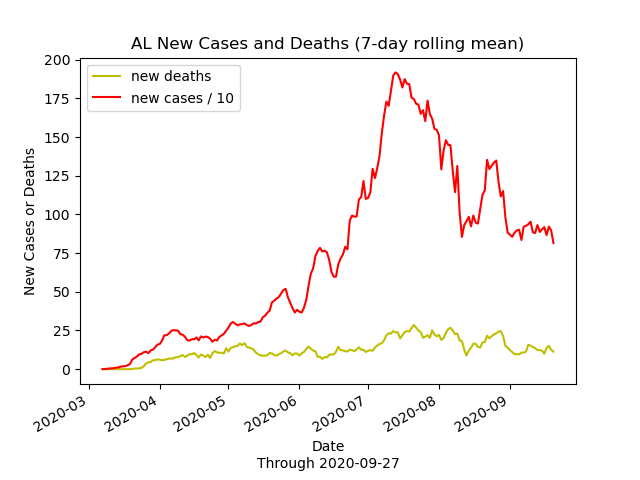 AL New Cases and Deaths (7-day rolling mean)
new deaths
new cases / 10
New Cases or Deaths
200
175
150
125
100
75
50
25
0
2020-03
2020-04
2020-05
2020-06
2020-07
2020-08
2020-09
Date
Through 2020-09-27